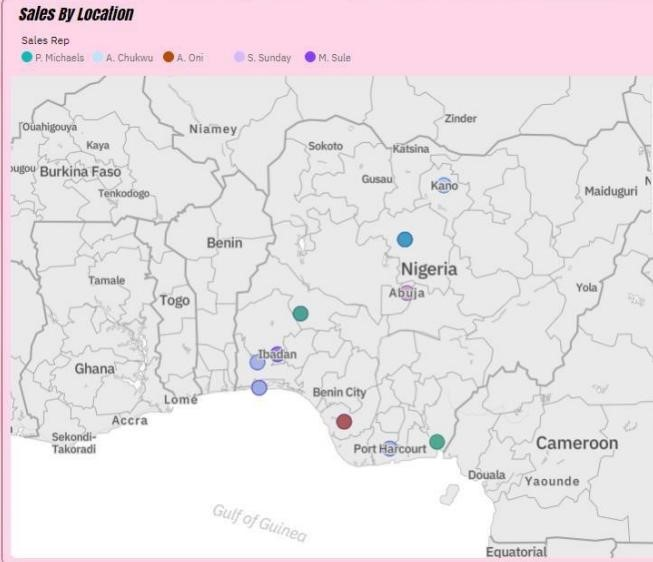 Sales By Location
Sales Rep
P. Michaels A. Chukwu A. Oni S. Sunday M. Sule
Zinder
Ouahigouya
Niamey
Kaya
Sokoto
Katsina
ougou
Burkina Faso
Gusau
Kano
Maiduguri
N
Tenkodogo
Benin
Nigeria
Tamale
Abuja
Yola
Togo
Ibadan
Ghana
Benin City
Lomé
Accra
Sekondi-
Takoradi
Port Harcourt
Cameroon
Douala
Yaounde
Gulf of Guinea
Equatorial